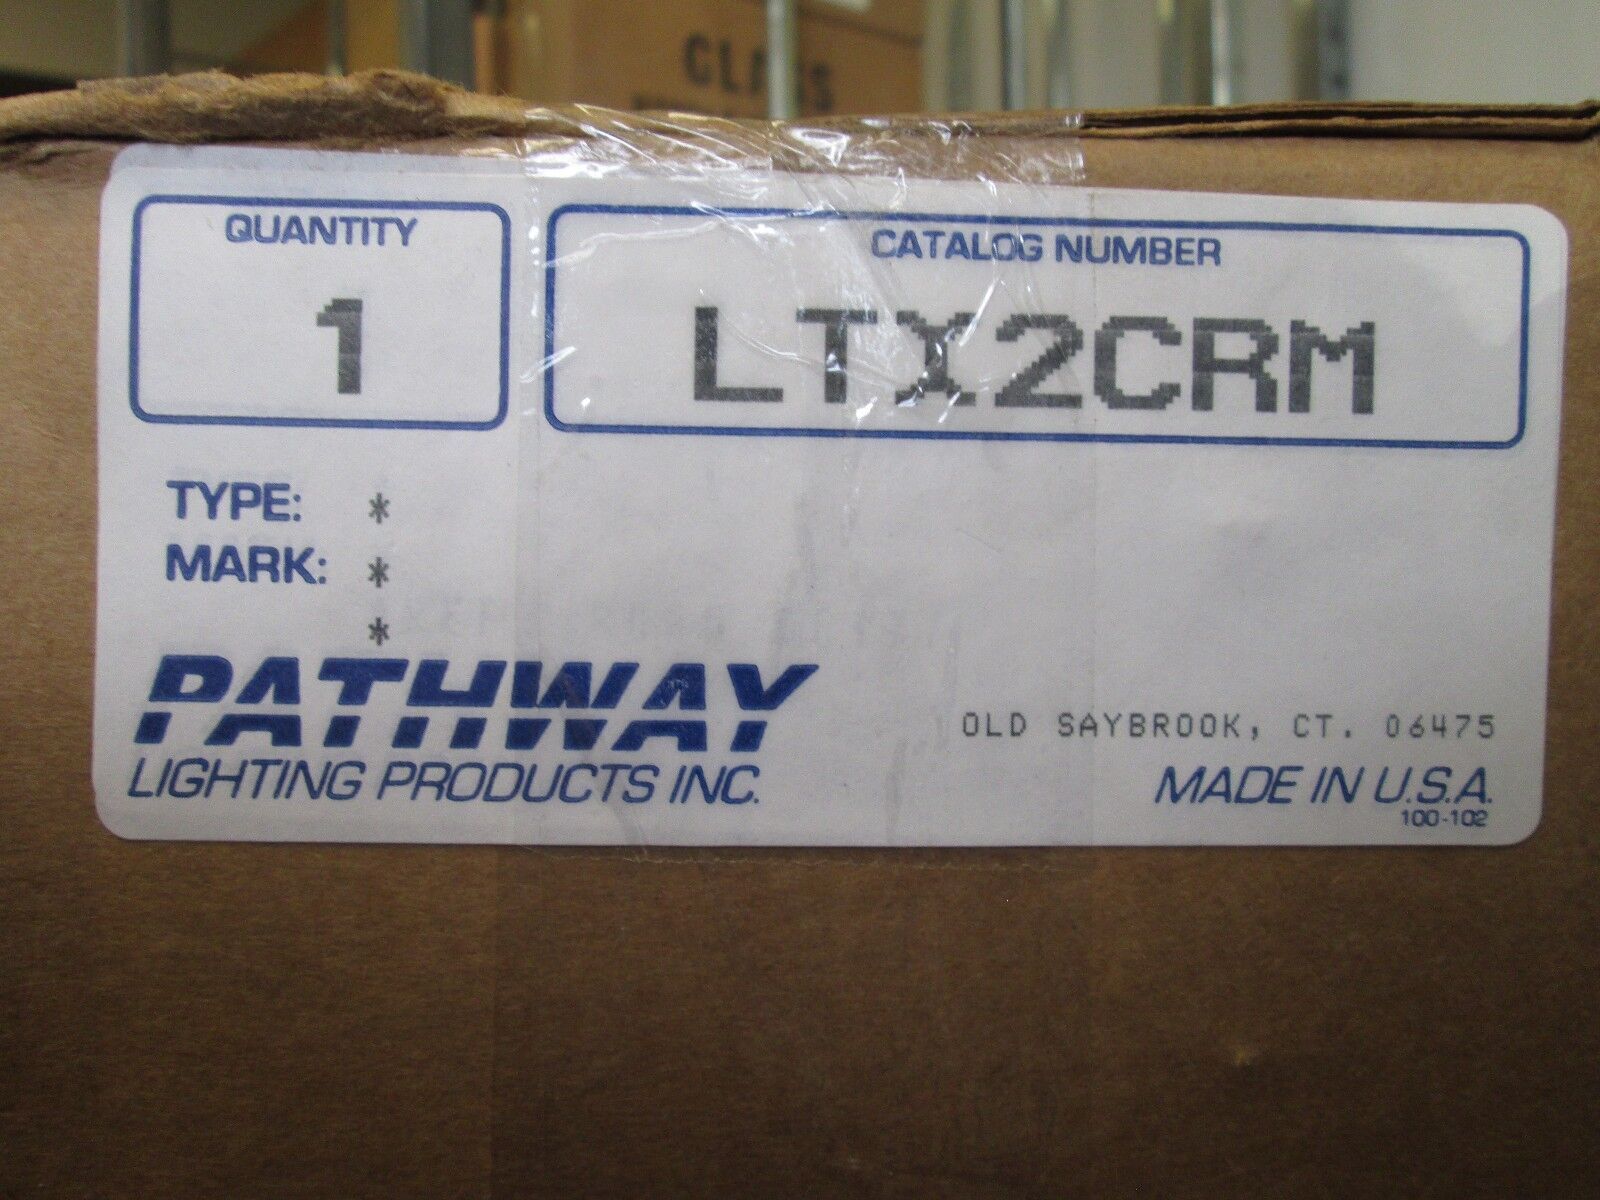 GLASS
QUANTITY
1
CATALOG NUMBER
LTX2CRM
TYPE: *
MARK: *
*
PATHWAY
LIGHTING PRODUCTS INC.
OLD SAYBROOK, CT. 06475
MADE IN U.S.A.
100-102